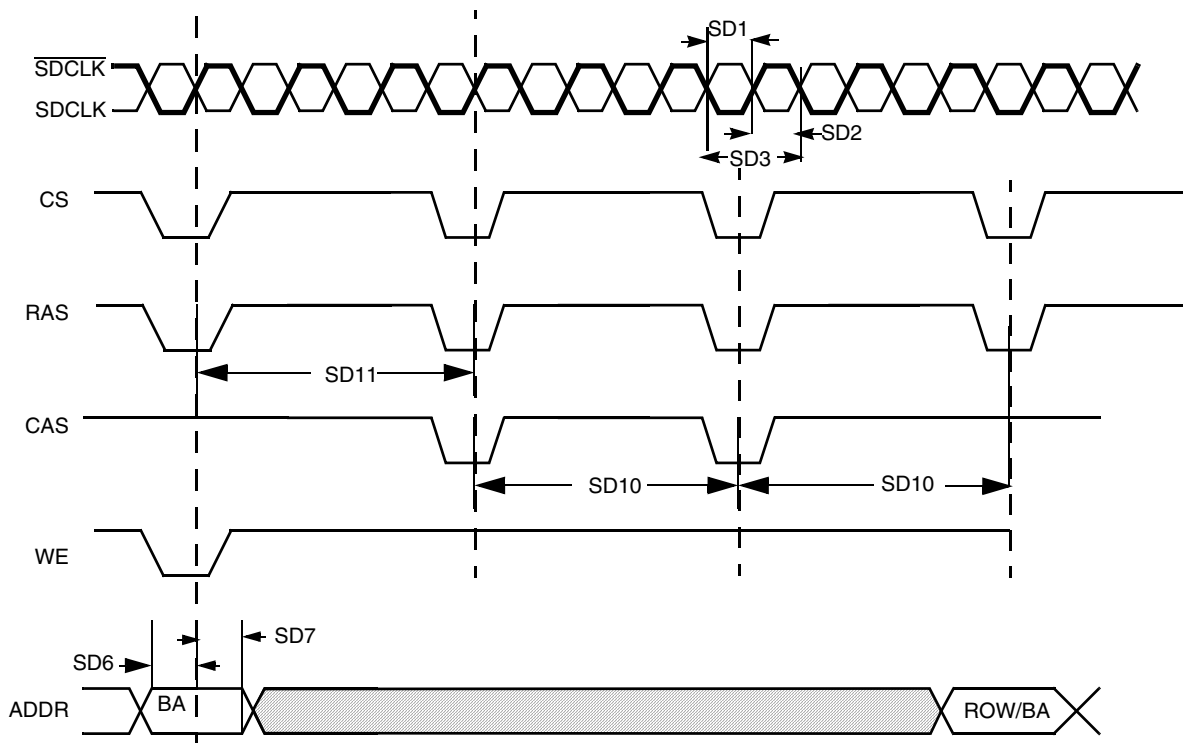 SD1
SDCLK
SDCLK
SD2
SD3
CS
RAS
SD11
CAS
SD10
SD10
WE
SD7
SD6
BA
ADDR
ROW/BA